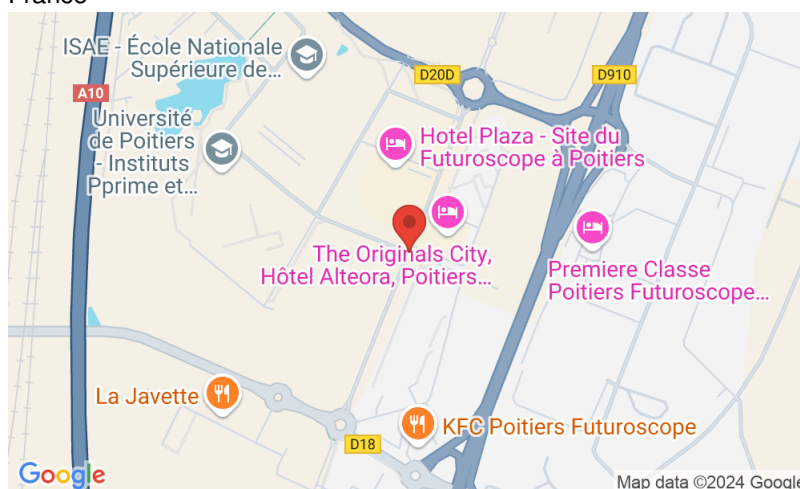 France
ISAE - École Nationale
Supérieure de...
D20D
D910
A10
Université
de Poitiers
- Instituts
Pprime et...
Hotel Plaza - Site du
Futuroscope à Poitiers
The Originals City,
Hôtel Alteora, Poitiers...
Premiere Classe
Poitiers Futuroscope...
La Javette
KFC Poitiers Futuroscope
D18
Google
Map data ©2024 Google